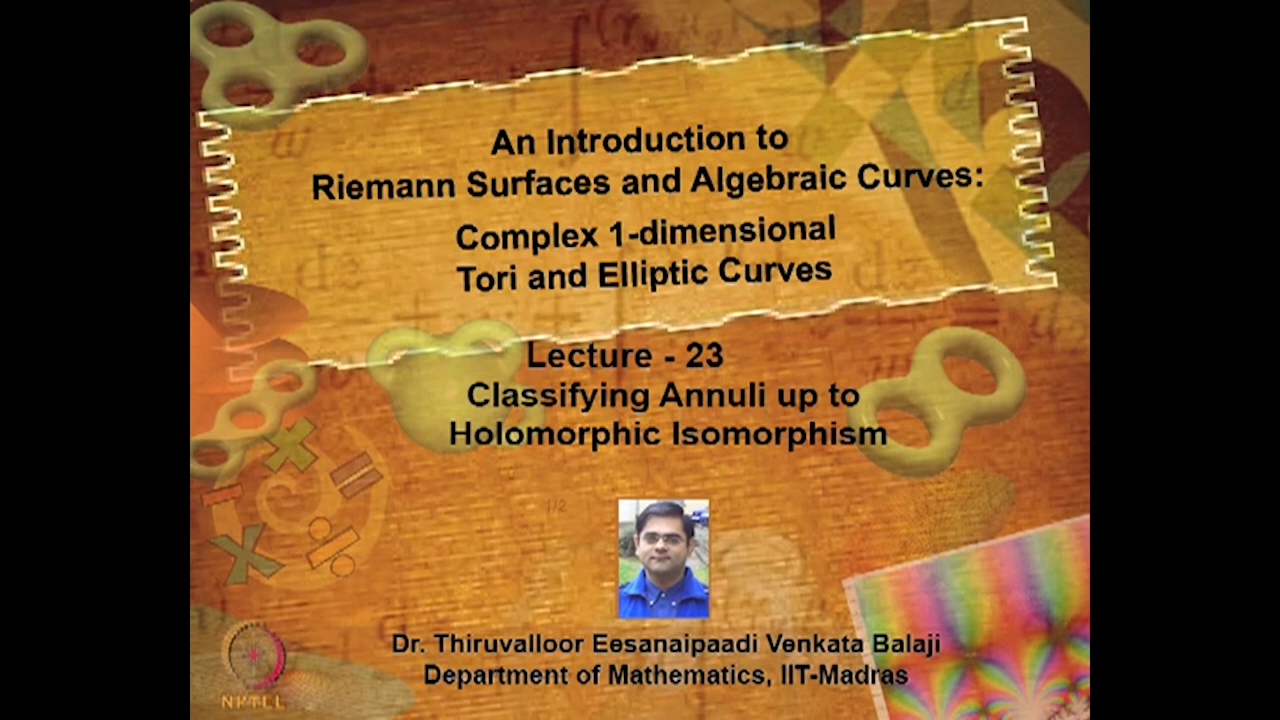 An Introduction to
Riemann Surfaces and Algebraic Curves:
Complex 1-dimensional
Tori and Elliptic Curves
Lecture - 23
Classifying Annuli up to
Holomorphic Isomorphism
Dr. Thiruvalloor Eesanaipaadi Venkata Balaji
Department of Mathematics, IIT-Madras
NPTEL